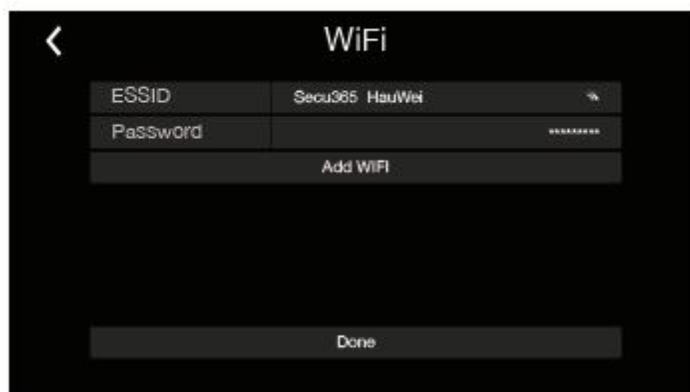 WiFi
ESSID Secu365 HauWei
Password *********
Add WIFI
Done